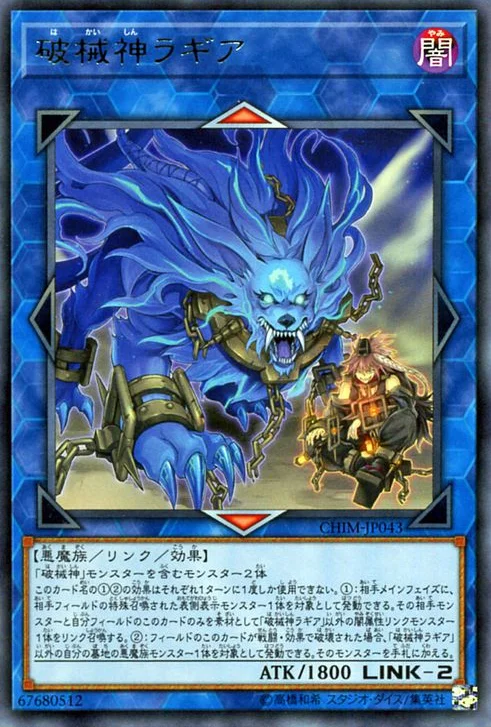 破械神ラギア
闇
CHIM-JP043
【悪魔族／リンク／効果】
「破械神」モンスターを含むモンスター２体
このカード名の①②の効果はそれぞれ１ターンに１度しか使用できない。①：相手メインフェイズに、
相手フィールドの特殊召喚された表側表示モンスター１体を対象として発動できる。その相手モン
スターと自分フィールドのこのカードのみを素材として「破械神ラギア」以外の闇属性リンクモンスター
１体をリンク召喚する。②：フィールドのこのカードが戦闘・効果で破壊された場合、「破械神ラギア」
以外の自分の墓地の悪魔族モンスター１体を対象として発動できる。そのモンスターを手札に加える。
ATK/1800 LINK-2
67680512 ©高橋和希 スタジオ・ダイス/集英社